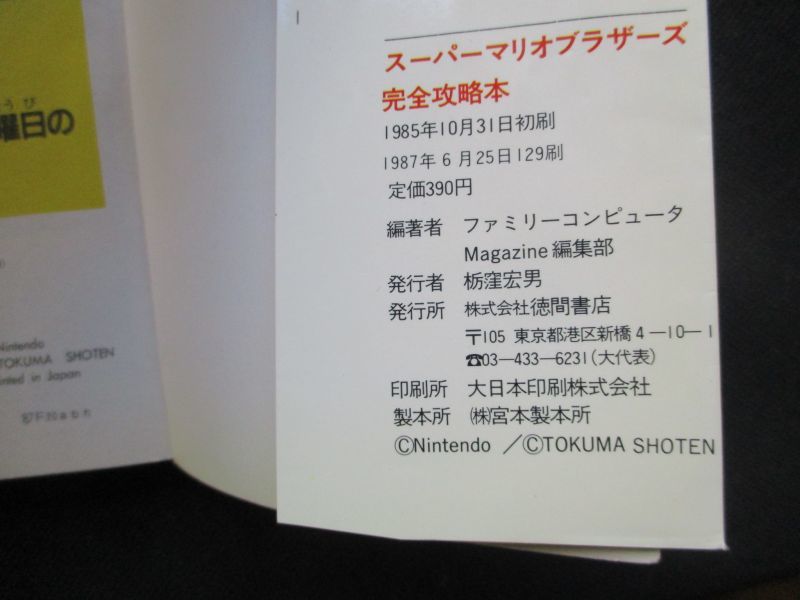 うび
曜日の
Nintendo
TOKUMA SHOTEN
inted in Japan
スーパーマリオブラザーズ
完全攻略本
1985年10月31日初刷
1987年6月25日129刷
定価390円
編著者 ファミリーコンピュータ
Magazine編集部
発行者 栃窪宏男
発行所 株式会社徳間書店
〒105 東京都港区新橋4―10―1
☎03―433―6231(大代表)
印刷所 大日本印刷株式会社
製本所 ㈱宮本製本所
©Nintendo ／©TOKUMA SHOTEN